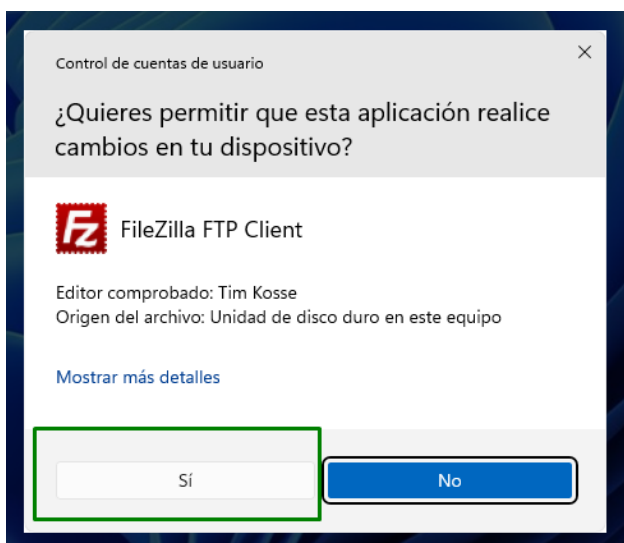 Control de cuentas de usuario
¿Quieres permitir que esta aplicación realice
cambios en tu dispositivo?
Fz
FileZilla FTP Client
Editor comprobado: Tim Kosse
Origen del archivo: Unidad de disco duro en este equipo
Mostrar más detalles
Sí
No